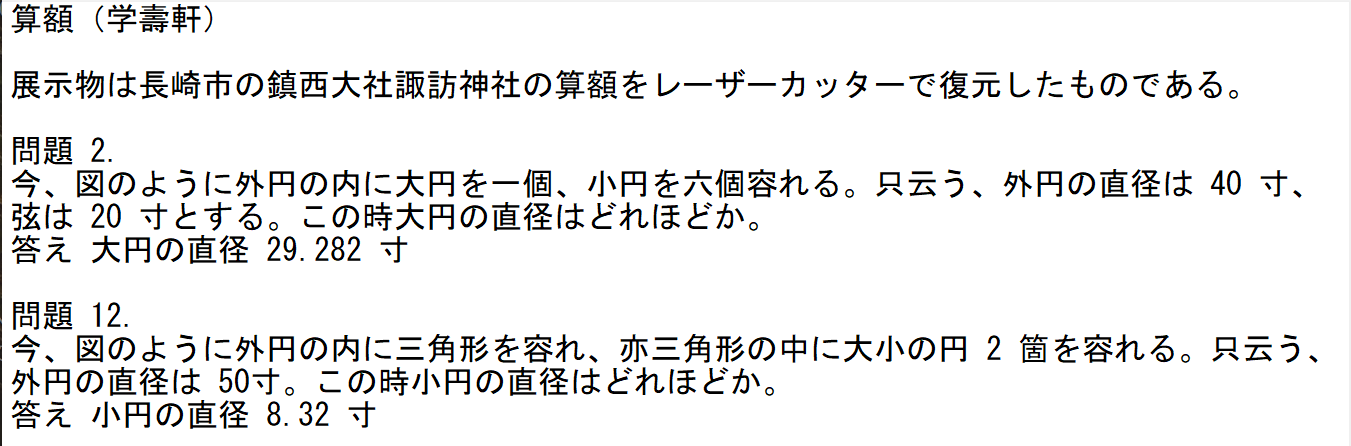 算額（学壽軒）
展示物は長崎市の鎮西大社諏訪神社の算額をレーザーカッターで復元したものである。
問題 2.
今、図のように外円の内に大円を一個、小円を六個容れる。只云う、外円の直径は 40 寸、
弦は 20 寸とする。この時大円の直径はどれほどか。
答え 大円の直径 29.282 寸
問題 12.
今、図のように外円の内に三角形を容れ、亦三角形の中に大小の円 2 箇を容れる。只云う、
外円の直径は 50寸。この時小円の直径はどれほどか。
答え 小円の直径 8.32 寸